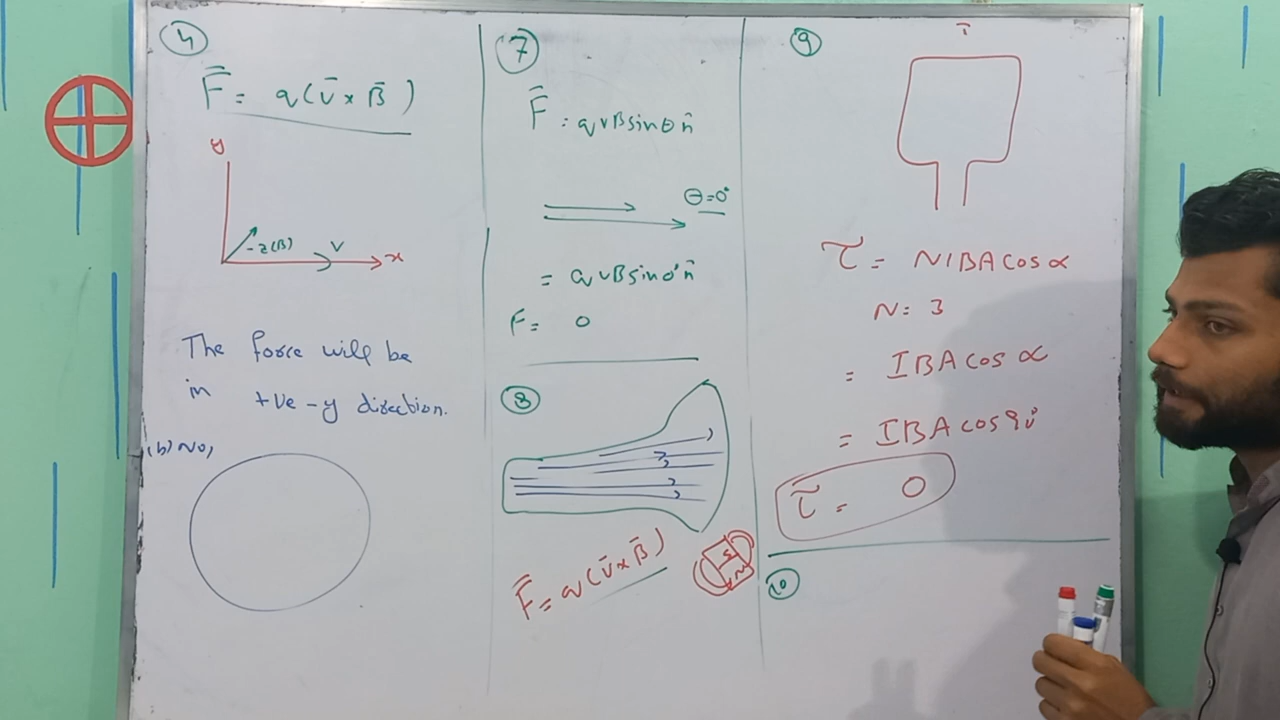 4
F̅ = q(v̅ × B̅)
y
-z(B)
v
x
The force will be
in +ve-y direction.
(b) No,
7
F̅ = qvBsinθ n̂
θ=0°
= qvBsin0° n̂
F = 0
8
F̅ = q(v̅ × B̅)
S
N
9
τ = NIBAcosα
N = 3
= IBAcosα
= IBAcos90°
τ̅ = 0
10